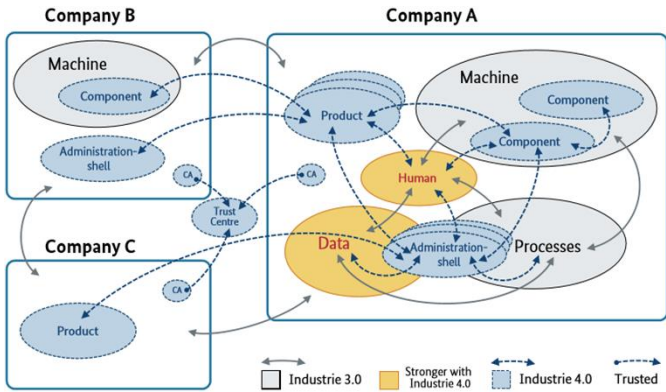 Company B
Company A
Machine
Component
Administration-
shell
Machine
Component
Product
Component
Human
CA
CA
Trust
Centre
Company C
Data
Administration-
shell
Processes
CA
Product
Industrie 3.0
Stronger with
Industrie 4.0
Industrie 4.0
Trusted